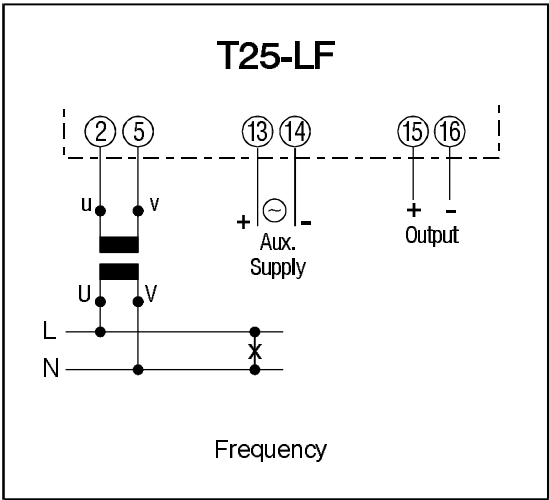 T25-LF
2 5 13 14 15 16
u v
+ ~ - + -
Aux. Output
Supply
U V
L
X
N
Frequency